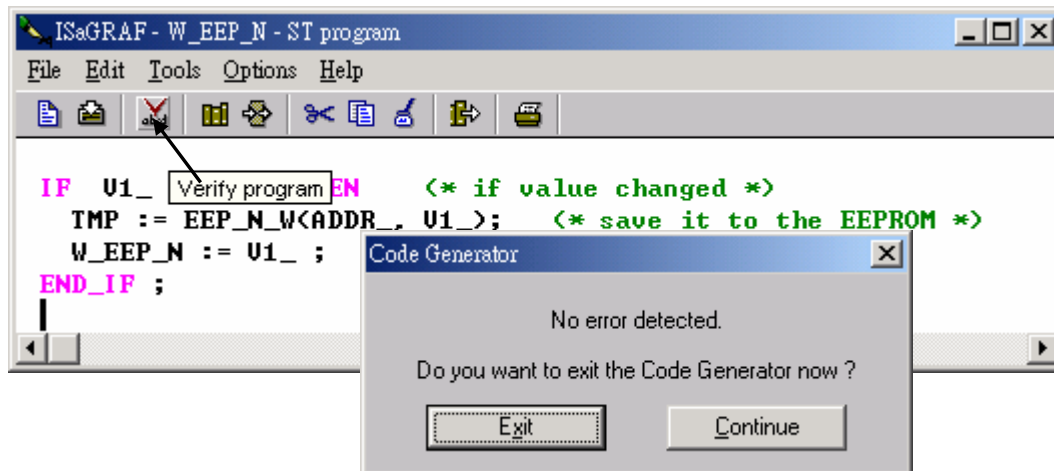 ISaGRAF - W_EEP_N - ST program
File Edit Tools Options Help
IF V1_ EN (* if value changed *)
Verify program
TMP := EEP_N_W(ADDR_, V1_); (* save it to the EEPROM *)
W_EEP_N := V1_ ;
END_IF ;
Code Generator
No error detected.
Do you want to exit the Code Generator now ?
Exit Continue